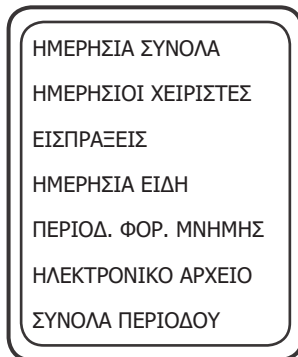 ΗΜΕΡΗΣΙΑ ΣΥΝΟΛΑ
ΗΜΕΡΗΣΙΟΙ ΧΕΙΡΙΣΤΕΣ
ΕΙΣΠΡΑΞΕΙΣ
ΗΜΕΡΗΣΙΑ ΕΙΔΗ
ΠΕΡΙΟΔ. ΦΟΡ. ΜΝΗΜΗΣ
ΗΛΕΚΤΡΟΝΙΚΟ ΑΡΧΕΙΟ
ΣΥΝΟΛΑ ΠΕΡΙΟΔΟΥ